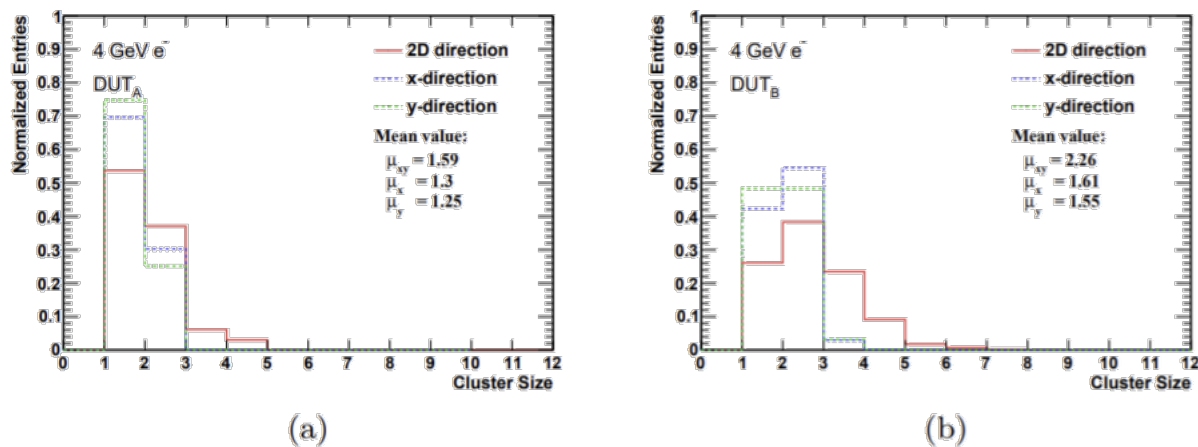 Normalized Entries
1
0.9
0.8
0.7
0.6
0.5
0.4
0.3
0.2
0.1
0
4 GeV e⁻
DUT_A
2D direction
x-direction
y-direction
Mean value:
μ_xy = 1.59
μ_x = 1.3
μ_y = 1.25
0 1 2 3 4 5 6 7 8 9 10 11 12
Cluster Size
(a)
Normalized Entries
1
0.9
0.8
0.7
0.6
0.5
0.4
0.3
0.2
0.1
0
4 GeV e⁻
DUT_B
2D direction
x-direction
y-direction
Mean value:
μ_xy = 2.26
μ_x = 1.61
μ_y = 1.55
0 1 2 3 4 5 6 7 8 9 10 11 12
Cluster Size
(b)